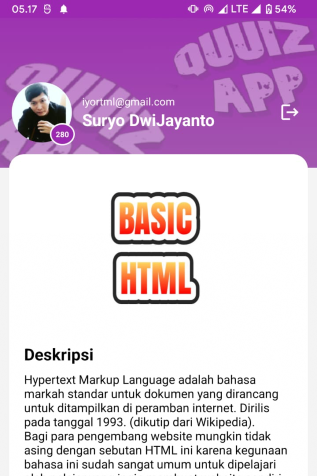 05.17 LTE 54%
QUUIZ
APP
QUUIZ
iyortml@gmail.com
Suryo DwiJayanto
280
BASIC
HTML
Deskripsi
Hypertext Markup Language adalah bahasa
markah standar untuk dokumen yang dirancang
untuk ditampilkan di peramban internet. Dirilis
pada tanggal 1993. (dikutip dari Wikipedia).
Bagi para pengembang website mungkin tidak
asing dengan sebutan HTML ini karena kegunaan
bahasa ini sudah sangat umum untuk dipelajari